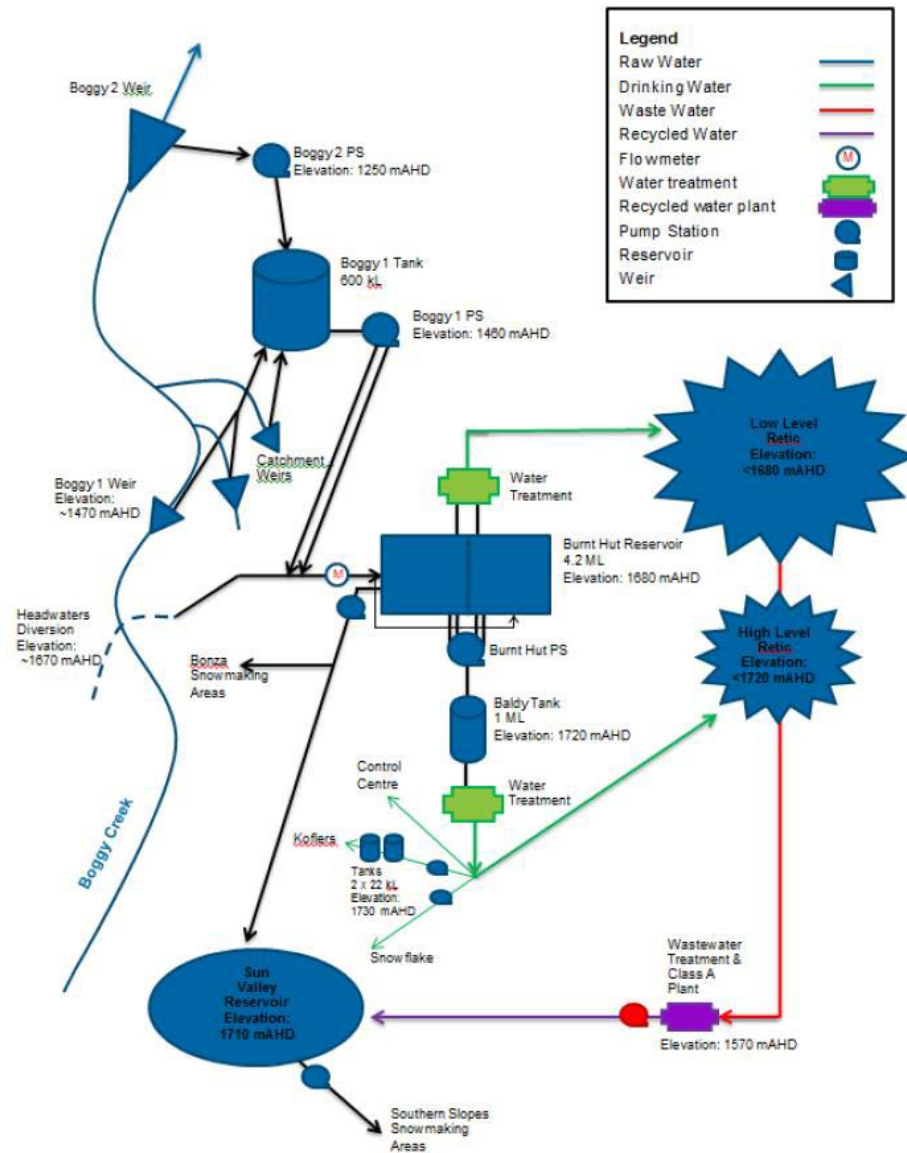 Legend
Raw Water
Drinking Water
Waste Water
Recycled Water
Flowmeter
M
Water treatment
Recycled water plant
Pump Station
Reservoir
Weir
Boggy 2 Weir
Boggy 2 PS
Elevation: 1250 mAHD
Boggy 1 Tank
600 kL
Boggy 1 PS
Elevation: 1460 mAHD
Catchment
Weirs
Boggy 1 Weir
Elevation:
~1470 mAHD
Low Level
Retic
Elevation:
<1680 mAHD
Water
Treatment
Burnt Hut Reservoir
4.2 ML
Elevation: 1680 mAHD
M
Headwaters
Diversion
Elevation:
~1670 mAHD
High Level
Retic
Elevation:
<1720 mAHD
Burnt Hut PS
Bonza
Snowmaking
Areas
Baldy Tank
1 ML
Elevation: 1720 mAHD
Control
Centre
Water
Treatment
Koflers
Tanks
2 x 22 kL
Elevation:
1730 mAHD
Snowflake
Boggy Creek
Sun
Valley
Reservoir
Elevation:
1710 mAHD
Wastewater
Treatment &
Class A
Plant
Elevation: 1570 mAHD
Southern Slopes
Snowmaking
Areas